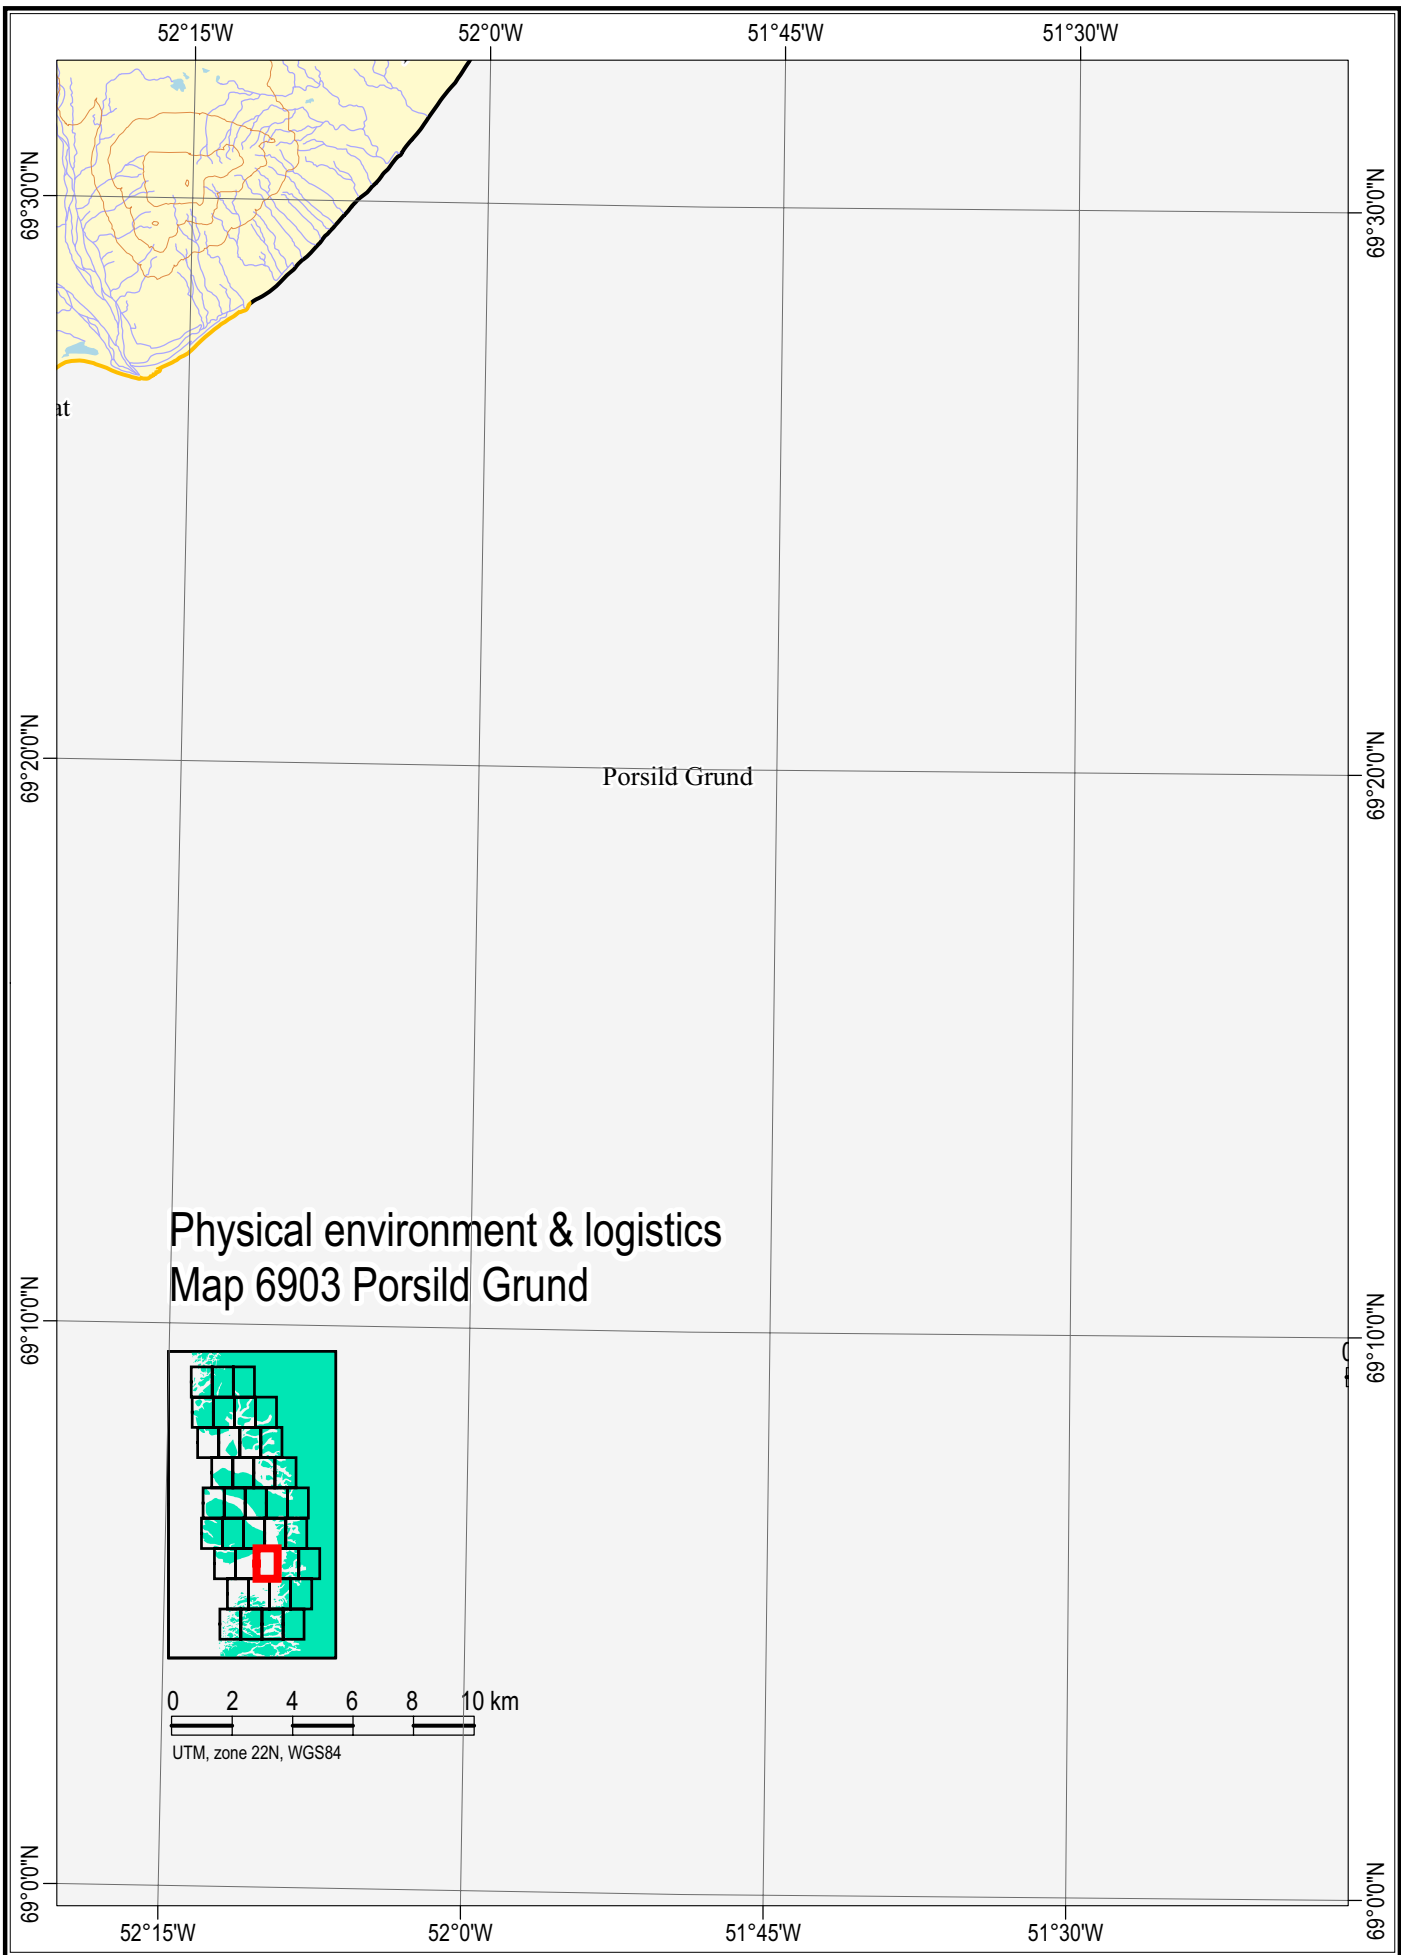 52°15'W 52°0'W 51°45'W 51°30'W
69°30'0"N
69°30'0"N
at
69°20'0"N
Porsild Grund
69°20'0"N
Physical environment & logistics
Map 6903 Porsild Grund
69°10'0"N
69°10'0"N
0 2 4 6 8 10 km
UTM, zone 22N, WGS84
69°0'0"N
69°0'0"N
52°15'W 52°0'W 51°45'W 51°30'W